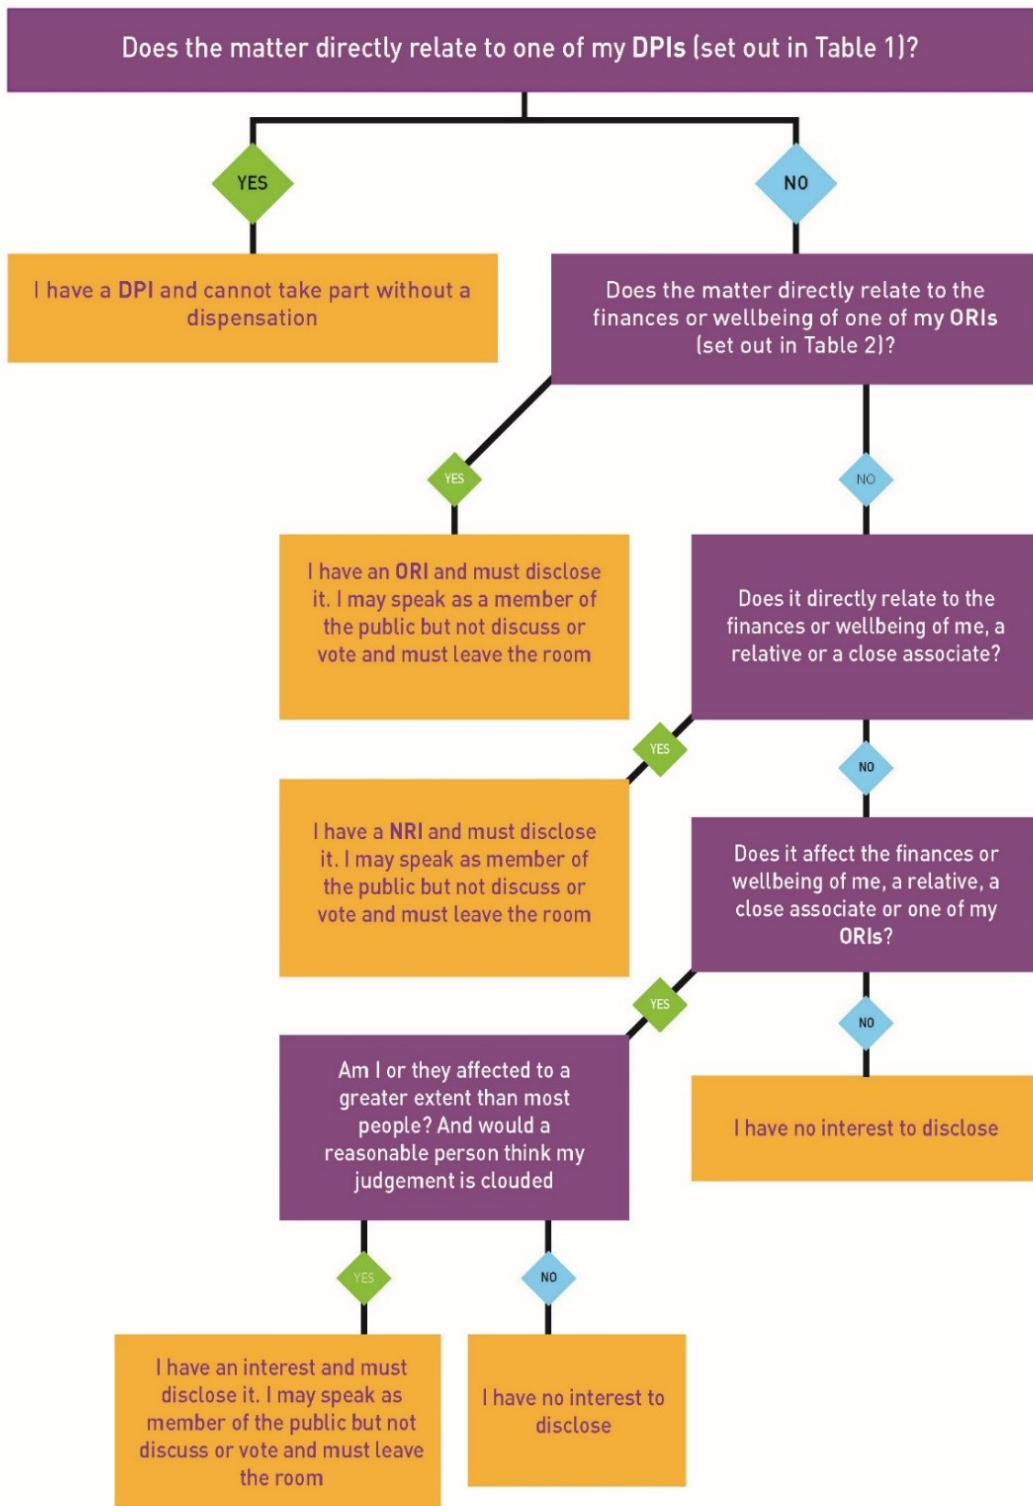 Does the matter directly relate to one of my DPIs (set out in Table 1)?
YES
NO
I have a DPI and cannot take part without a
dispensation
Does the matter directly relate to the
finances or wellbeing of one of my ORIs
(set out in Table 2)?
YES
NO
I have an ORI and must disclose
it. I may speak as a member of
the public but not discuss or
vote and must leave the room
Does it directly relate to the
finances or wellbeing of me, a
relative or a close associate?
YES
NO
I have a NRI and must disclose
it. I may speak as member of
the public but not discuss or
vote and must leave the room
Does it affect the finances or
wellbeing of me, a relative, a
close associate or one of my
ORIs?
YES
NO
Am I or they affected to a
greater extent than most
people? And would a
reasonable person think my
judgement is clouded
I have no interest to disclose
YES
NO
I have an interest and must
disclose it. I may speak as
member of the public but not
discuss or vote and must leave
the room
I have no interest to
disclose